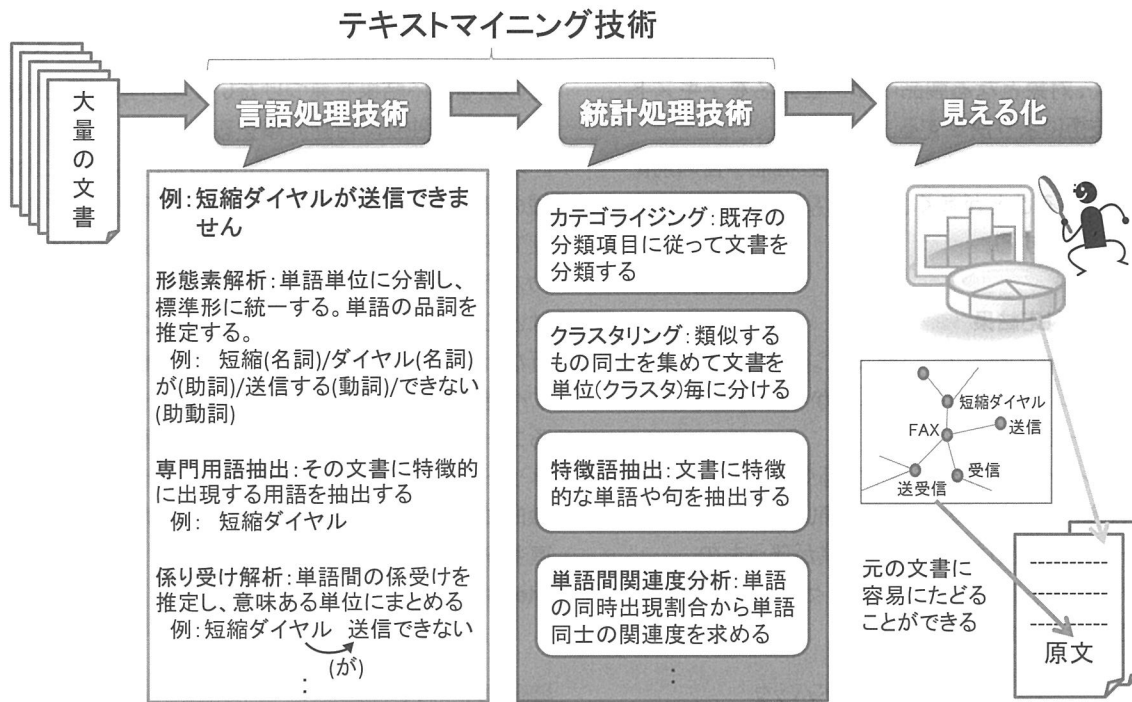 テキストマイニング技術
大量の文書
言語処理技術
統計処理技術
見える化
例:短縮ダイヤルが送信できま
せん
形態素解析:単語単位に分割し、
標準形に統一する。単語の品詞を
推定する。
例: 短縮(名詞)/ダイヤル(名詞)
が(助詞)/送信する(動詞)/できない
(助動詞)
専門用語抽出:その文書に特徴的
に出現する用語を抽出する
例: 短縮ダイヤル
係り受け解析:単語間の係受けを
推定し、意味ある単位にまとめる
例:短縮ダイヤル 送信できない
(が)
:
カテゴライジング:既存の
分類項目に従って文書を
分類する
クラスタリング:類似する
もの同士を集めて文書を
単位(クラスタ)毎に分ける
特徴語抽出:文書に特徴
的な単語や句を抽出する
単語間関連度分析:単語
の同時出現割合から単語
同士の関連度を求める
:
短縮ダイヤル
FAX
送信
受信
送受信
元の文書に
容易にたどる
ことができる
原文